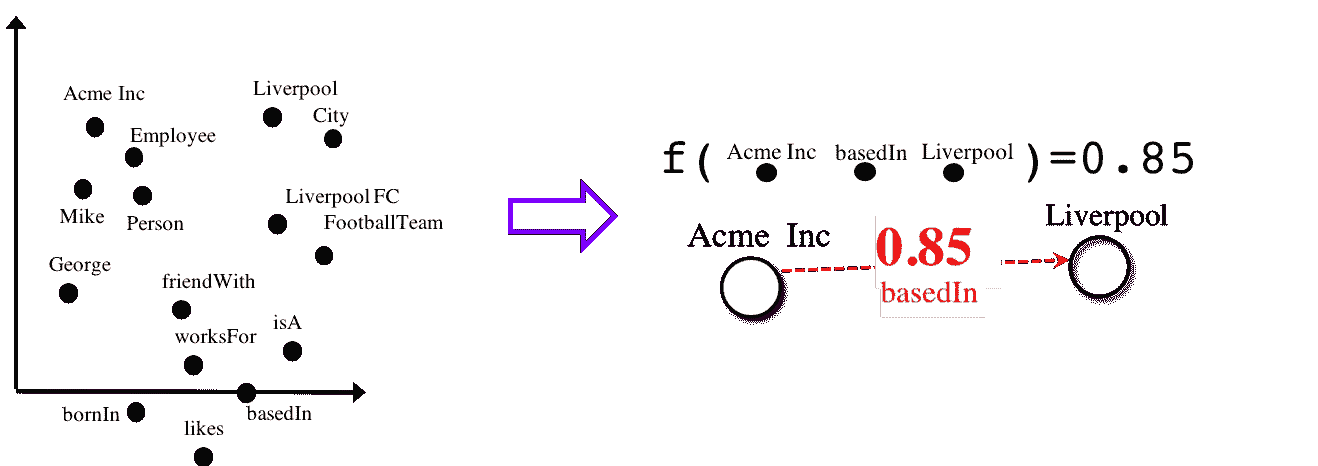 Acme Inc
Employee
Mike
Person
George
Liverpool
City
Liverpool FC
FootballTeam
friendWith
worksFor
isA
bornIn
basedIn
likes
f( Acme Inc basedIn Liverpool )=0.85
Acme Inc
0.85
basedIn
Liverpool